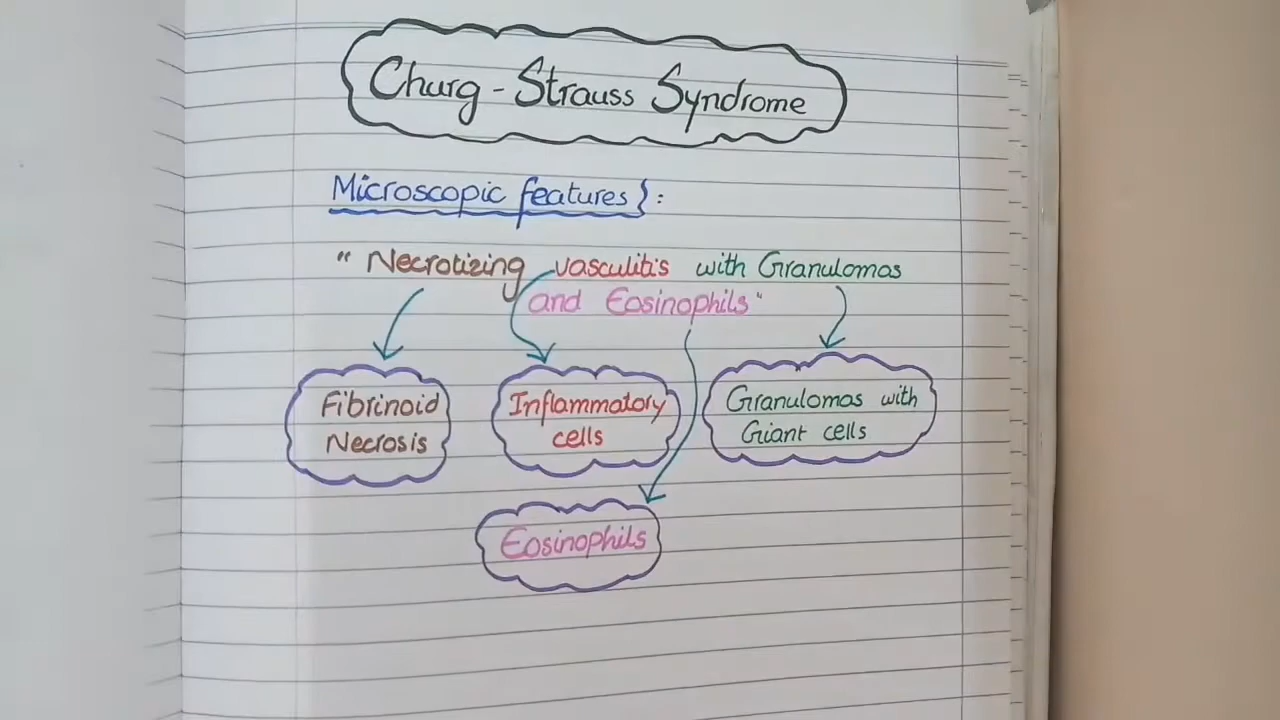 Churg - Strauss Syndrome
Microscopic features}:
" Necrotizing vasculitis with Granulomas
and Eosinophils"
Fibrinoid
Necrosis
Inflammatory
cells
Granulomas with
Giant cells
Eosinophils